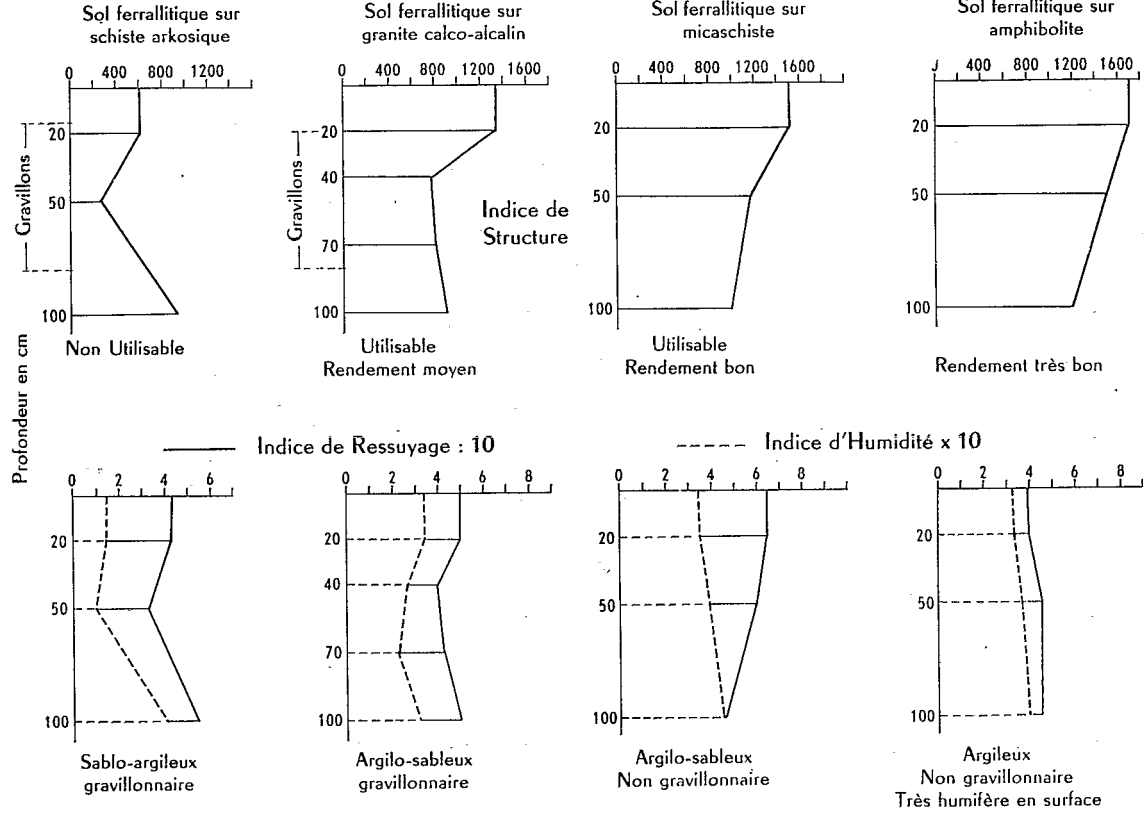 Sol ferrallitique sur
schiste arkosique
0 400 800 1200
Gravillons
20
50
100
Non Utilisable
Sol ferrallitique sur
granite calco-alcalin
0 400 800 1200 1600
Gravillons
20
40
70
100
Utilisable
Rendement moyen
Indice de
Structure
Sol ferrallitique sur
micaschiste
0 400 800 1200 1600
20
50
100
Utilisable
Rendement bon
Sol ferrallitique sur
amphibolite
400 800 1200 1600
20
50
100
Rendement très bon
Profondeur en cm
Indice de Ressuyage : 10
Indice d'Humidité x 10
0 2 4 6
20
50
100
Sablo-argileux
gravillonnaire
0 2 4 6 8
20
40
70
100
Argilo-sableux
gravillonnaire
0 2 4 6 8
20
50
100
Argilo-sableux
Non gravillonnaire
0 2 4 6 8
20
50
100
Argileux
Non gravillonnaire
Très humifère en surface